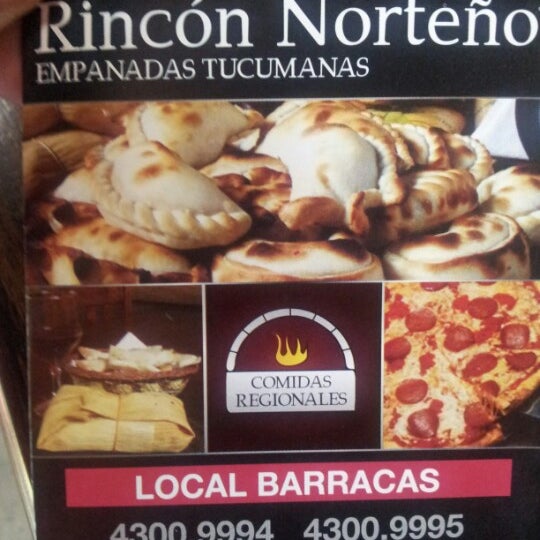 Rincón Norteño
EMPANADAS TUCUMANAS
COMIDAS
REGIONALES
LOCAL BARRACAS
4300.9994 4300.9995